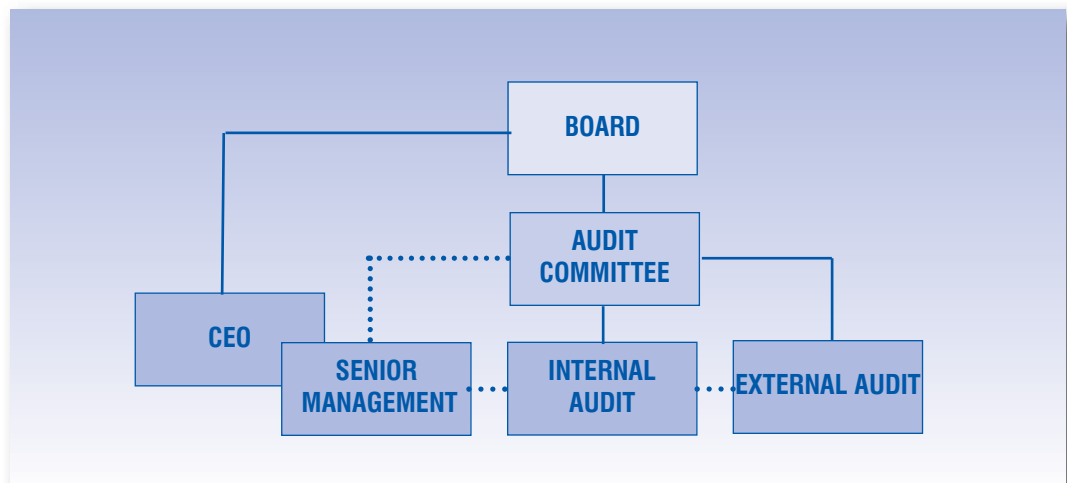 BOARD
AUDIT
COMMITTEE
CEO
SENIOR
MANAGEMENT
INTERNAL
AUDIT
EXTERNAL AUDIT